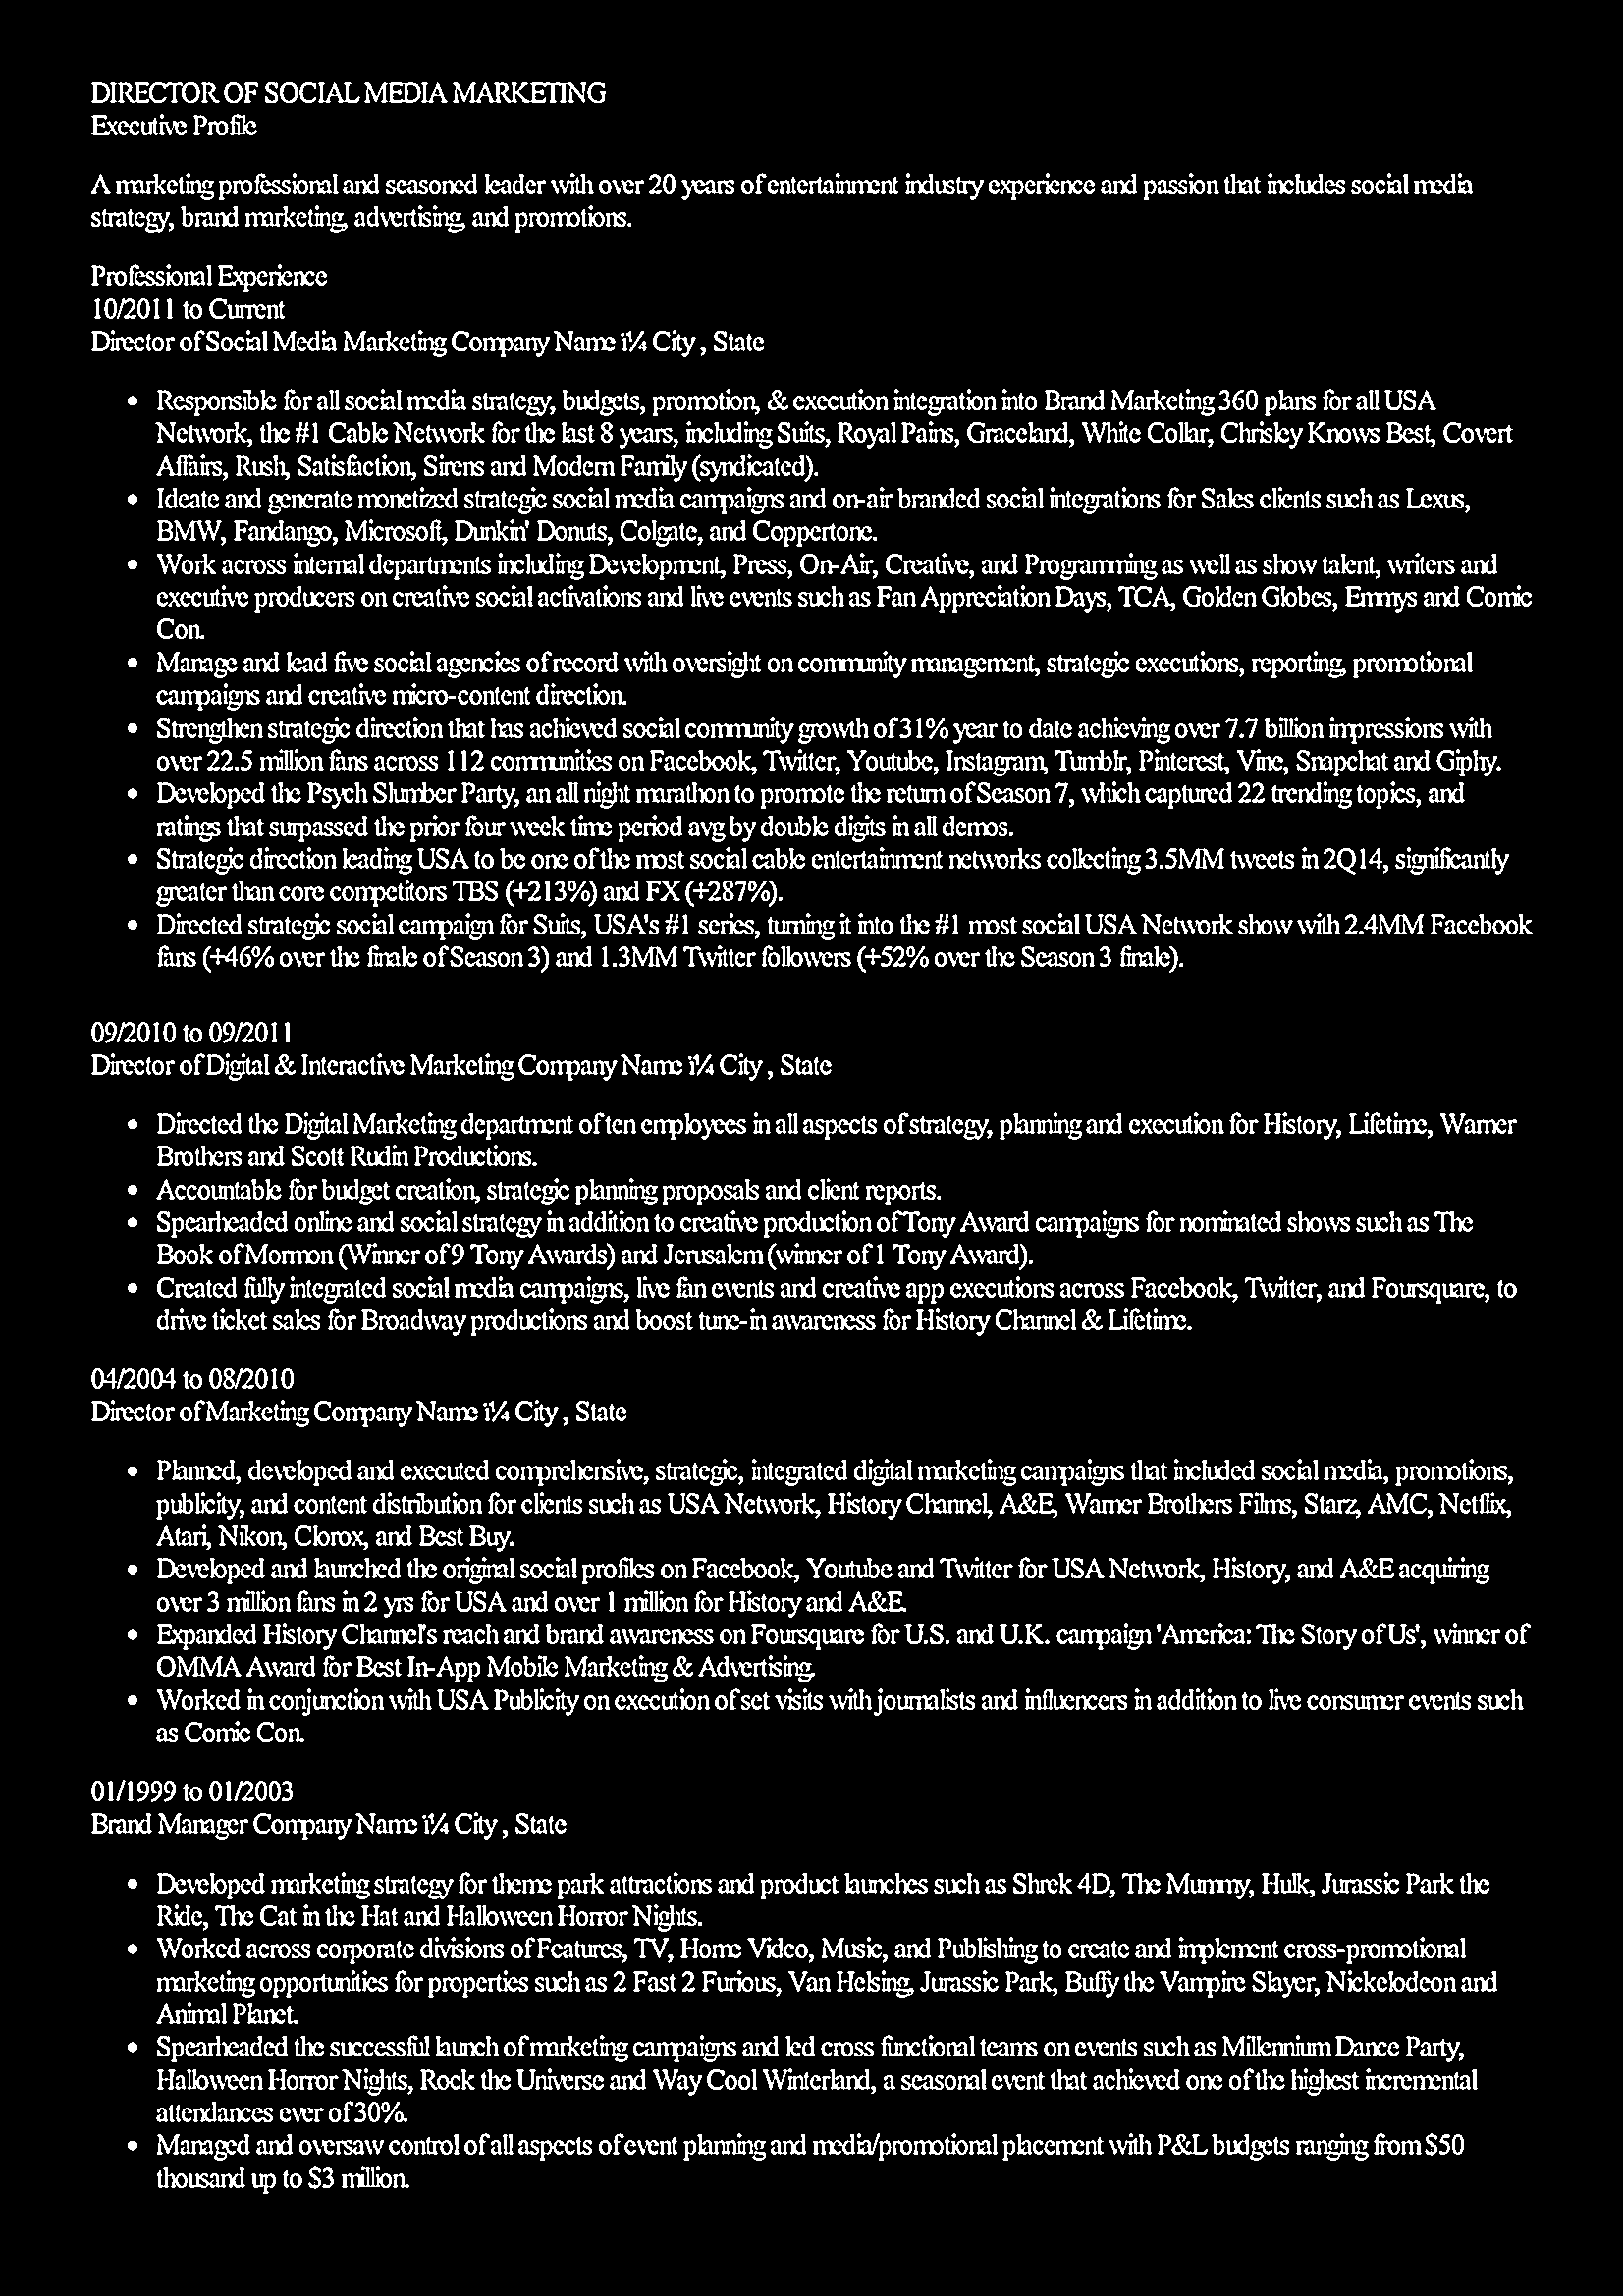 DIRECTOR OF SOCIAL MEDIA MARKETING
Executive Profile
A marketing professional and seasoned leader with over 20 years of entertainment industry experience and passion that includes social media
strategy, brand marketing, advertising, and promotions.
Professional Experience
10/2011 to Current
Director of Social Media Marketing Company Name ï¼ City , State
• Responsible for all social media strategy, budgets, promotion, & execution integration into Brand Marketing 360 plans for all USA
Network, the #1 Cable Network for the last 8 years, including Suits, Royal Pains, Graceland, White Collar, Chrisley Knows Best, Covert
Affairs, Rush, Satisfaction, Sirens and Modern Family (syndicated).
• Ideate and generate monetized strategic social media campaigns and on-air branded social integrations for Sales clients such as Lexus,
BMW, Fandango, Microsoft, Dunkin' Donuts, Colgate, and Coppertone.
• Work across internal departments including Development, Press, On-Air, Creative, and Programming as well as show talent, writers and
executive producers on creative social activations and live events such as Fan Appreciation Days, TCA, Golden Globes, Emmys and Comic
Con.
• Manage and lead five social agencies of record with oversight on community management, strategic executions, reporting, promotional
campaigns and creative micro-content direction.
• Strengthen strategic direction that has achieved social community growth of 31% year to date achieving over 7.7 billion impressions with
over 22.5 million fans across 112 communities on Facebook, Twitter, Youtube, Instagram, Tumblr, Pinterest, Vine, Snapchat and Giphy.
• Developed the Psych Slumber Party, an all night marathon to promote the return of Season 7, which captured 22 trending topics, and
ratings that surpassed the prior four week time period avg by double digits in all demos.
• Strategic direction leading USA to be one of the most social cable entertainment networks collecting 3.5MM tweets in 2Q14, significantly
greater than core competitors TBS (+213%) and FX (+287%).
• Directed strategic social campaign for Suits, USA's #1 series, turning it into the #1 most social USA Network show with 2.4MM Facebook
fans (+46% over the finale of Season 3) and 1.3MM Twitter followers (+52% over the Season 3 finale).
09/2010 to 09/2011
Director of Digital & Interactive Marketing Company Name ï¼ City , State
• Directed the Digital Marketing department of ten employees in all aspects of strategy, planning and execution for History, Lifetime, Warner
Brothers and Scott Rudin Productions.
• Accountable for budget creation, strategic planning proposals and client reports.
• Spearheaded online and social strategy in addition to creative production of Tony Award campaigns for nominated shows such as The
Book of Mormon (Winner of 9 Tony Awards) and Jerusalem (winner of 1 Tony Award).
• Created fully integrated social media campaigns, live fan events and creative app executions across Facebook, Twitter, and Foursquare, to
drive ticket sales for Broadway productions and boost tune-in awareness for History Channel & Lifetime.
04/2004 to 08/2010
Director of Marketing Company Name ï¼ City , State
• Planned, developed and executed comprehensive, strategic, integrated digital marketing campaigns that included social media, promotions,
publicity, and content distribution for clients such as USA Network, History Channel, A&E, Warner Brothers Films, Starz, AMC, Netflix,
Atari, Nikon, Clorox, and Best Buy.
• Developed and launched the original social profiles on Facebook, Youtube and Twitter for USA Network, History, and A&E acquiring
over 3 million fans in 2 yrs for USA and over 1 million for History and A&E.
• Expanded History Channel's reach and brand awareness on Foursquare for U.S. and U.K. campaign 'America: The Story of Us', winner of
OMMA Award for Best In-App Mobile Marketing & Advertising.
• Worked in conjunction with USA Publicity on execution of set visits with journalists and influencers in addition to live consumer events such
as Comic Con.
01/1999 to 01/2003
Brand Manager Company Name ï¼ City , State
• Developed marketing strategy for theme park attractions and product launches such as Shrek 4D, The Mummy, Hulk, Jurassic Park the
Ride, The Cat in the Hat and Halloween Horror Nights.
• Worked across corporate divisions of Features, TV, Home Video, Music, and Publishing to create and implement cross-promotional
marketing opportunities for properties such as 2 Fast 2 Furious, Van Helsing, Jurassic Park, Buffy the Vampire Slayer, Nickelodeon and
Animal Planet.
• Spearheaded the successful launch of marketing campaigns and led cross functional teams on events such as Millennium Dance Party,
Halloween Horror Nights, Rock the Universe and Way Cool Winterland, a seasonal event that achieved one of the highest incremental
attendances ever of 30%.
• Managed and oversaw control of all aspects of event planning and media/promotional placement with P&L budgets ranging from $50
thousand up to $3 million.